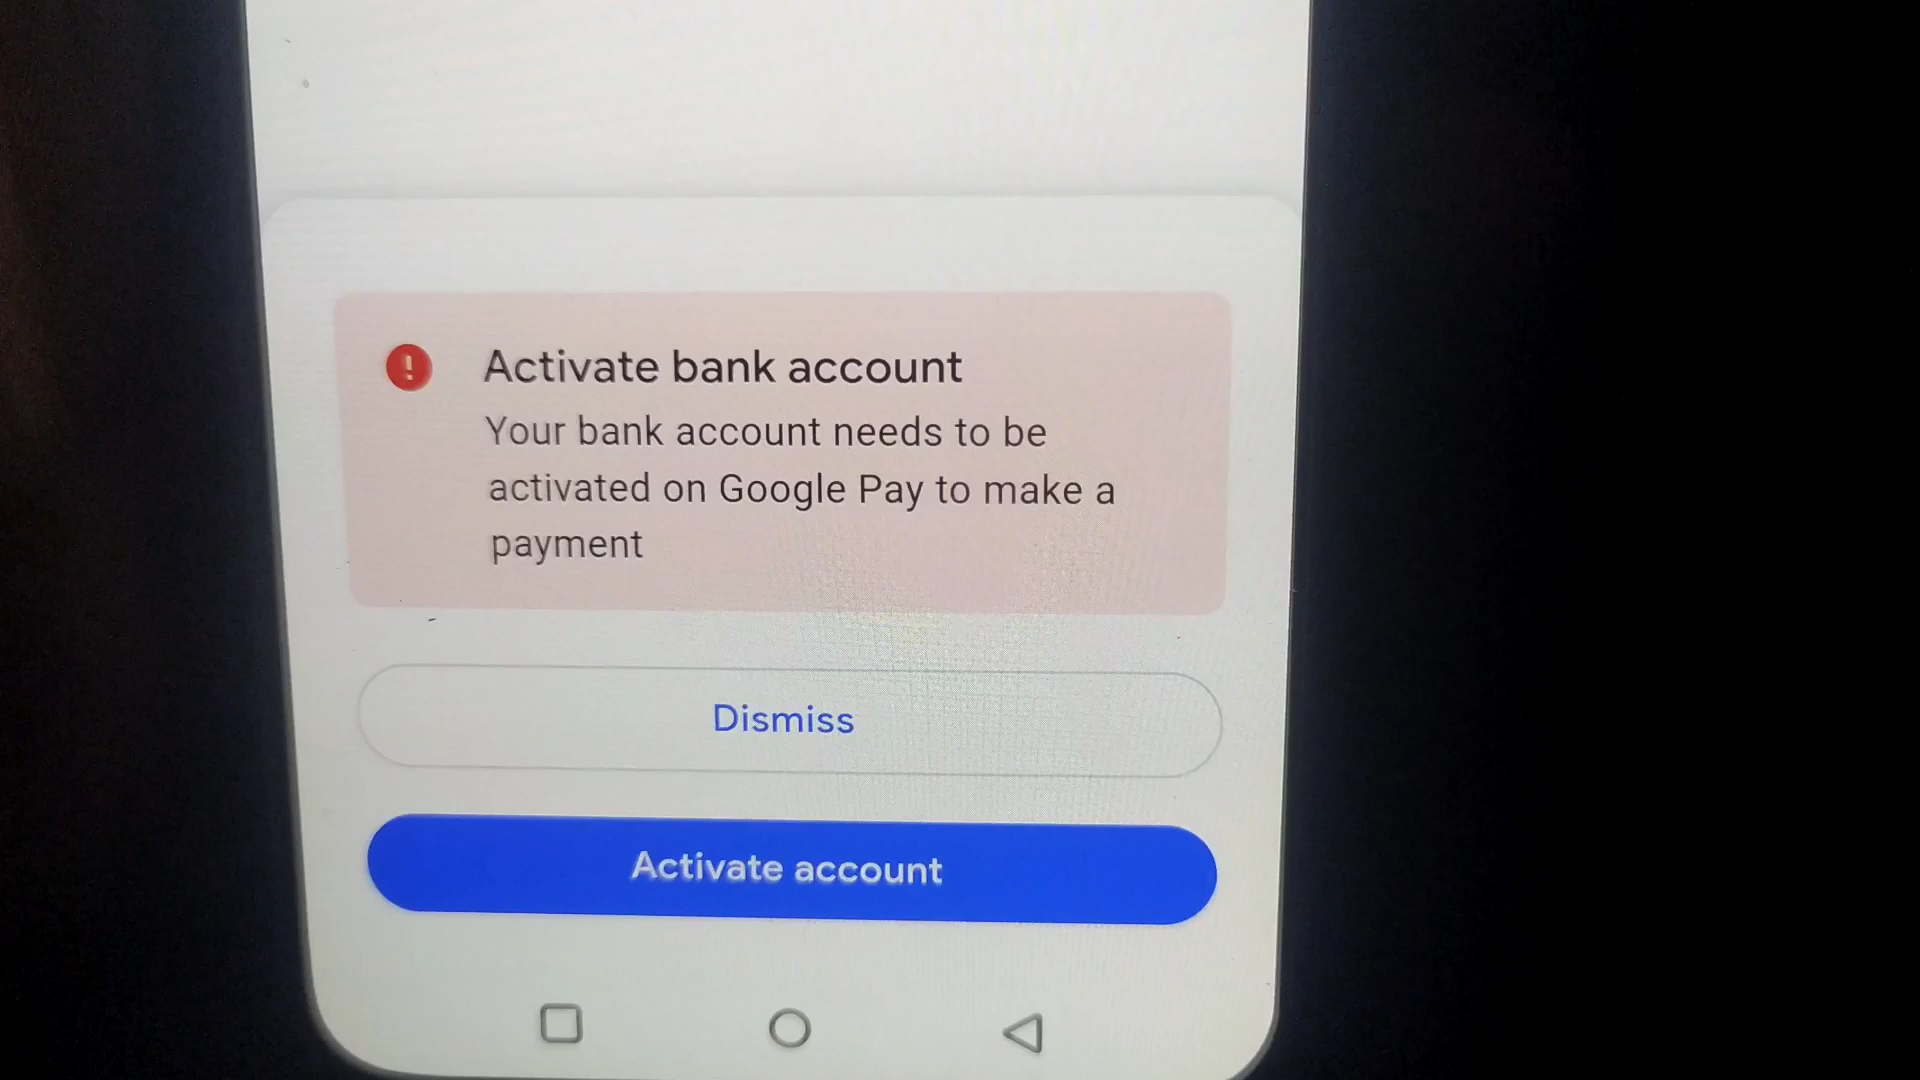 Activate bank account
Your bank account needs to be
activated on Google Pay to make a
payment
Dismiss
Activate account